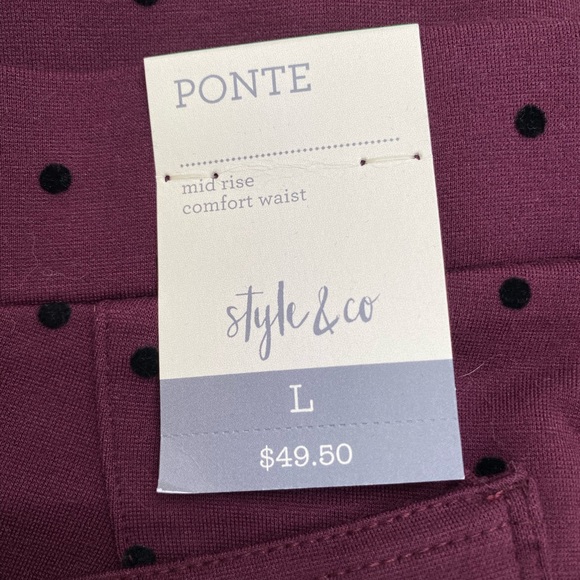 PONTE
mid rise
comfort waist
style & co
L
$49.50